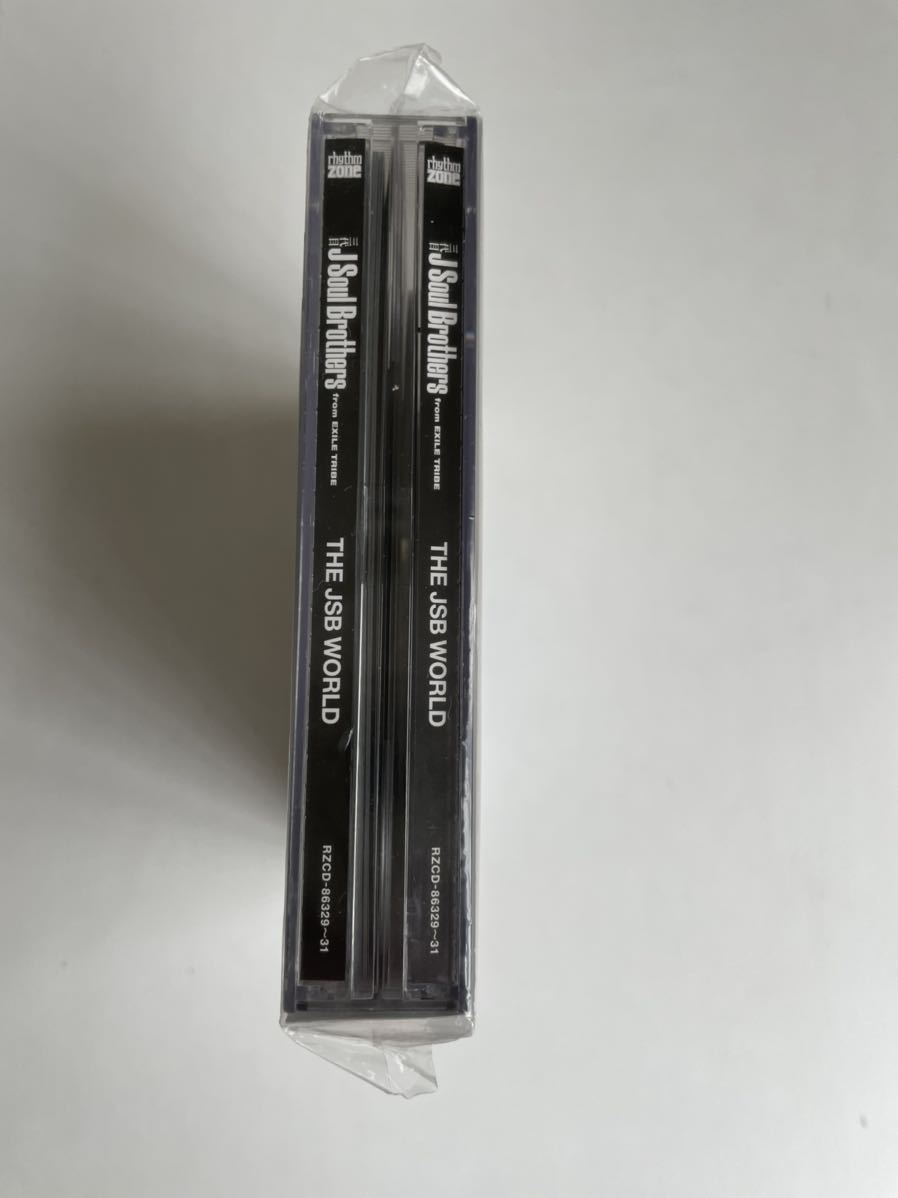 rhythm
zone
三代目 J Soul Brothers from EXILE TRIBE
THE JSB WORLD
RZCD-86329〜31
rhythm
zone
三代目 J Soul Brothers from EXILE TRIBE
THE JSB WORLD
RZCD-86329〜31